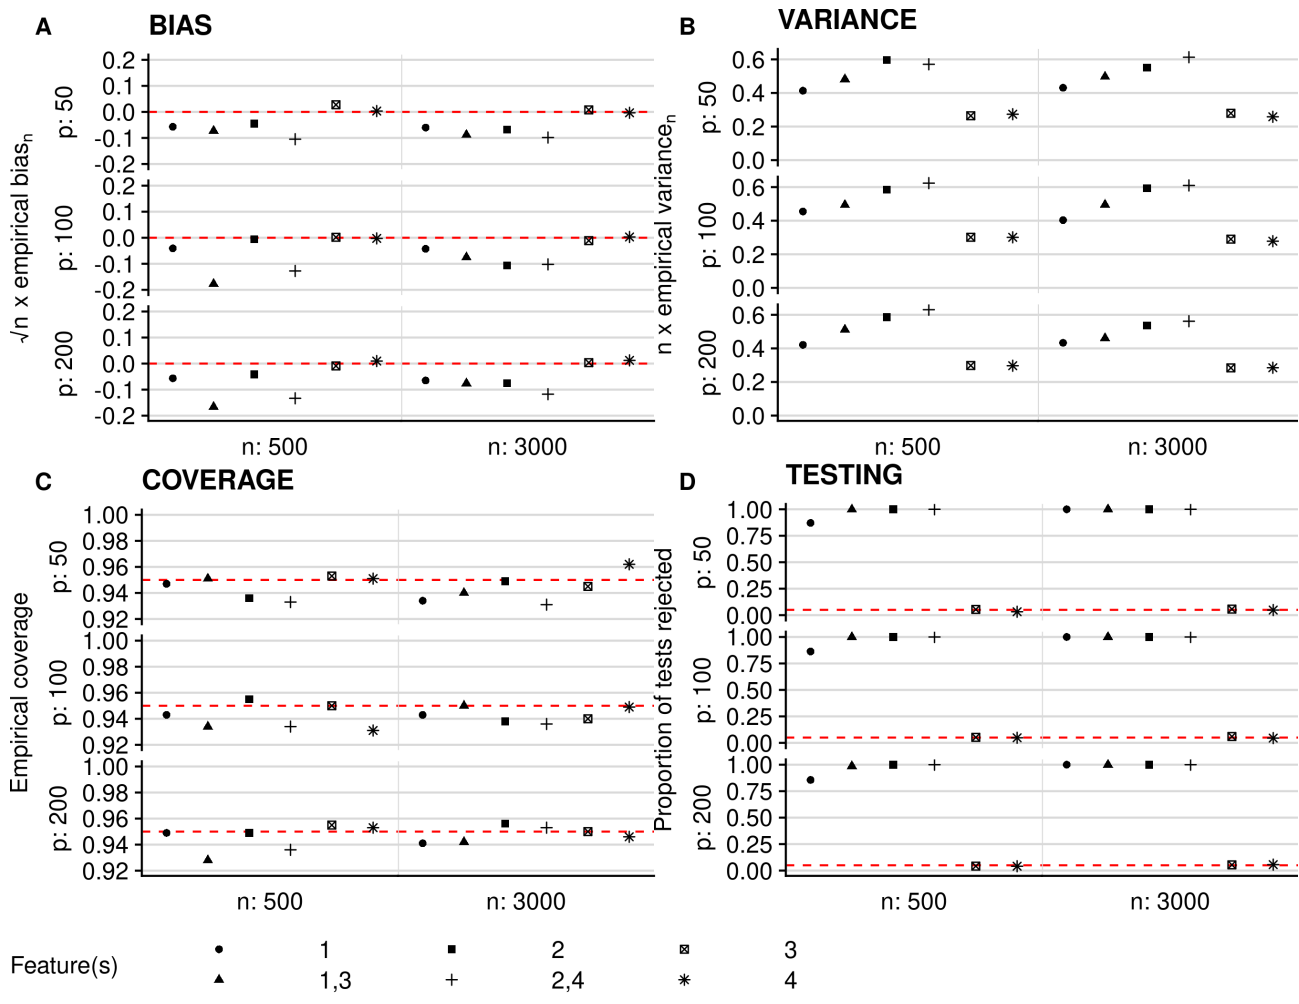 A BIAS
√n x empirical biasₙ
p: 50
0.2
0.1
0.0
-0.1
-0.2
p: 100
0.2
0.1
0.0
-0.1
-0.2
p: 200
0.2
0.1
0.0
-0.1
-0.2
n: 500 n: 3000
B VARIANCE
n x empirical varianceₙ
p: 50
0.6
0.4
0.2
0.0
p: 100
0.6
0.4
0.2
0.0
p: 200
0.6
0.4
0.2
0.0
n: 500 n: 3000
C COVERAGE
Empirical coverage
p: 50
1.00
0.98
0.96
0.94
0.92
p: 100
1.00
0.98
0.96
0.94
0.92
p: 200
1.00
0.98
0.96
0.94
0.92
n: 500 n: 3000
D TESTING
Proportion of tests rejected
p: 50
1.00
0.75
0.50
0.25
0.00
p: 100
1.00
0.75
0.50
0.25
0.00
p: 200
1.00
0.75
0.50
0.25
0.00
n: 500 n: 3000
Feature(s)
1 2 3
1,3 2,4 4